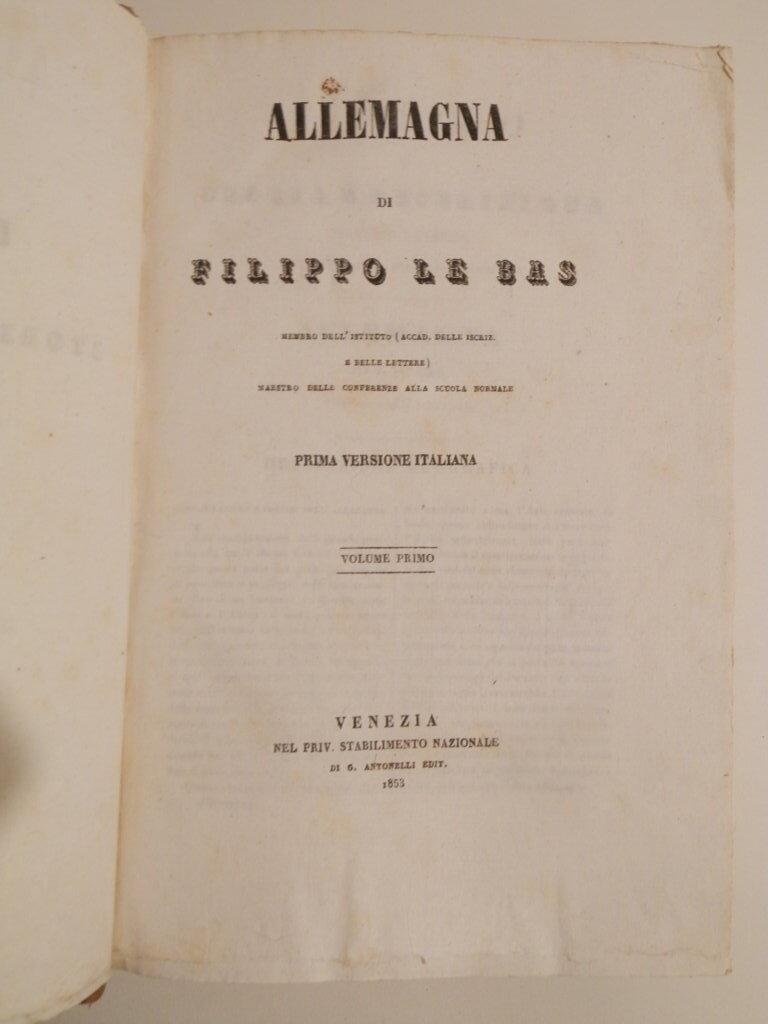 ALLEMAGNA
DI
FILIPPO LE BAS
MEMBRO DELL' ISTITUTO (ACCAD. DELLE ISCRIZ.
E BELLE LETTERE)
MAESTRO DELLE CONFERENZE ALLA SCUOLA NORMALE
PRIMA VERSIONE ITALIANA
VOLUME PRIMO
VENEZIA
NEL PRIV. STABILIMENTO NAZIONALE
DI G. ANTONELLI EDIT.
1853